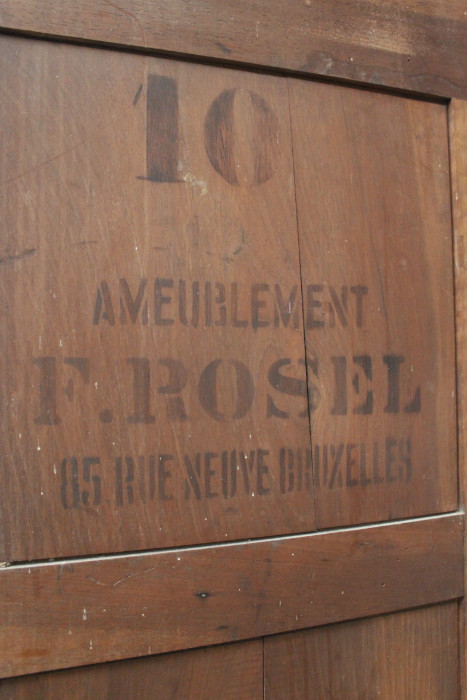 10
AMEUBLEMENT
F. ROSEL
85 RUE NEUVE BRUXELLES